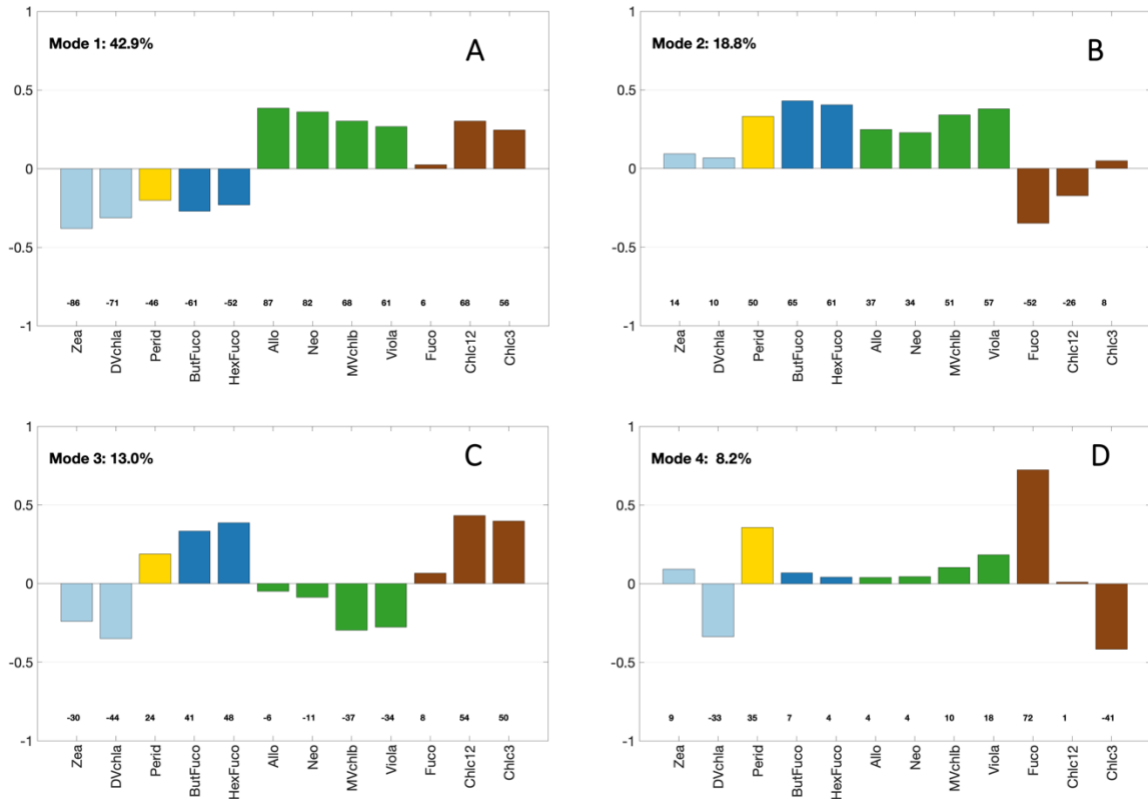 1
Mode 1: 42.9%
A
0.5
0
-0.5
-1
-86 -71 -46 -61 -52 87 82 68 61 6 68 56
Zea
DVchla
Perid
ButFuco
HexFuco
Allo
Neo
MVchlb
Viola
Fuco
Chlc12
Chlc3
1
Mode 2: 18.8%
B
0.5
0
-0.5
-1
14 10 50 65 61 37 34 51 57 -52 -26 8
Zea
DVchla
Perid
ButFuco
HexFuco
Allo
Neo
MVchlb
Viola
Fuco
Chlc12
Chlc3
1
Mode 3: 13.0%
C
0.5
0
-0.5
-1
-30 -44 24 41 48 -6 -11 -37 -34 8 54 50
Zea
DVchla
Perid
ButFuco
HexFuco
Allo
Neo
MVchlb
Viola
Fuco
Chlc12
Chlc3
1
Mode 4: 8.2%
D
0.5
0
-0.5
-1
9 -33 35 7 4 4 4 10 18 72 1 -41
Zea
DVchla
Perid
ButFuco
HexFuco
Allo
Neo
MVchlb
Viola
Fuco
Chlc12
Chlc3